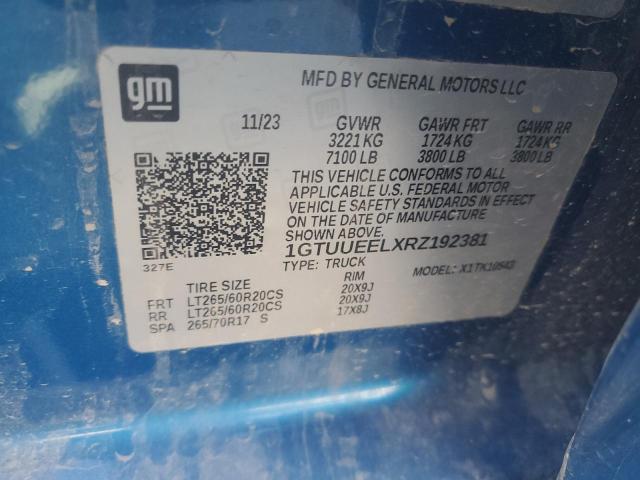 gm
MFD BY GENERAL MOTORS LLC
11/23 GVWR GAWR FRT GAWR RR
3221 KG 1724 KG 1724 KG
7100 LB 3800 LB 3800 LB
THIS VEHICLE CONFORMS TO ALL
APPLICABLE U.S. FEDERAL MOTOR
VEHICLE SAFETY STANDARDS IN EFFECT
ON THE DATE OF MANUFACTURE
SHOWN ABOVE.
1GTUUEELXRZ192381
327E
TYPE: TRUCK MODEL: X1TK10543
TIRE SIZE RIM
FRT LT265/60R20CS 20X9J
RR LT265/60R20CS 20X9J
SPA 265/70R17 S 17X8J